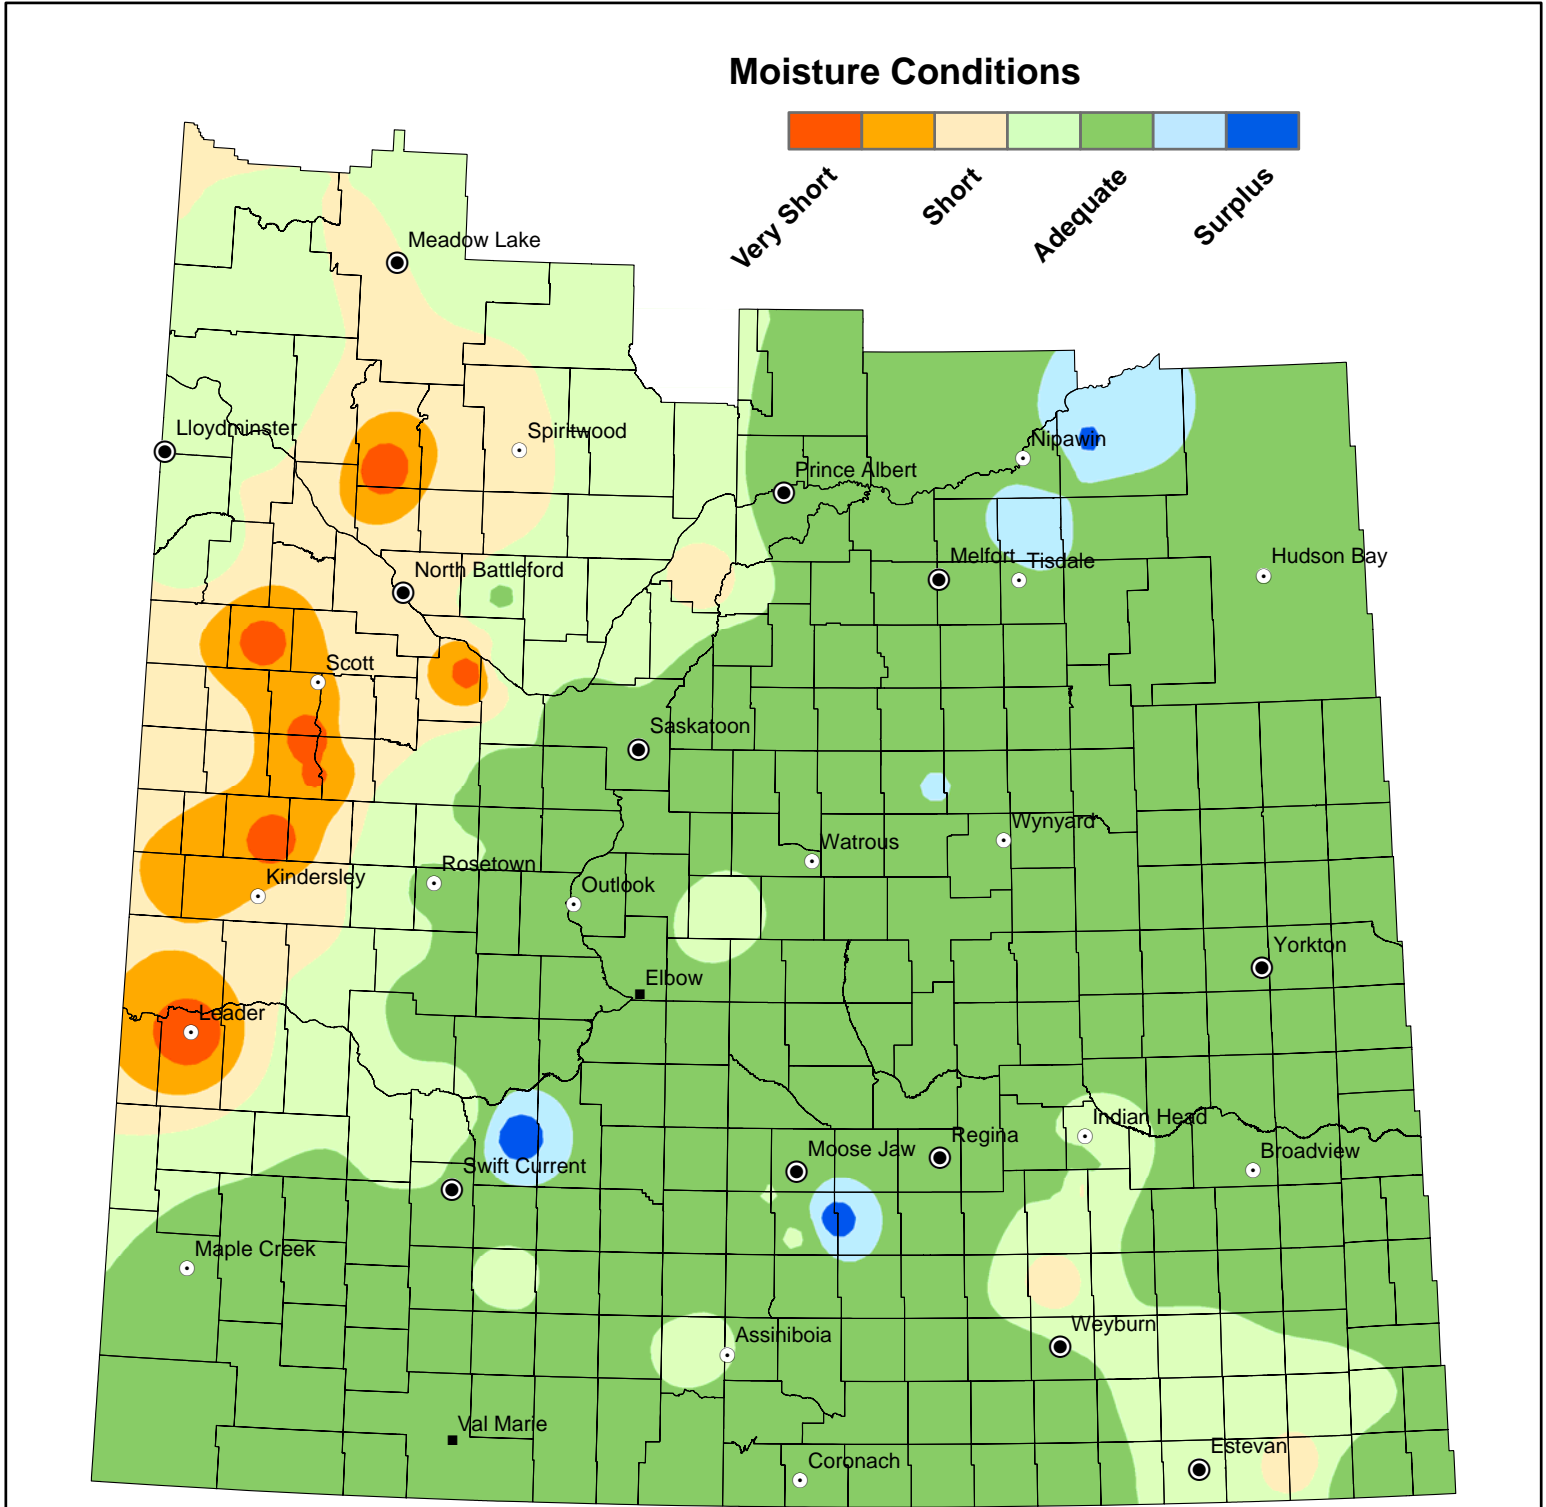 Moisture Conditions
Very Short
Short
Adequate
Surplus
Meadow Lake
Lloydminster
Spiritwood
Nipawin
Prince Albert
Melfort
Tisdale
Hudson Bay
North Battleford
Scott
Saskatoon
Wynyard
Watrous
Rosetown
Kindersley
Outlook
Yorkton
Elbow
Leader
Indian Head
Regina
Moose Jaw
Broadview
Swift Current
Maple Creek
Weyburn
Assiniboia
Val Marie
Estevan
Coronach